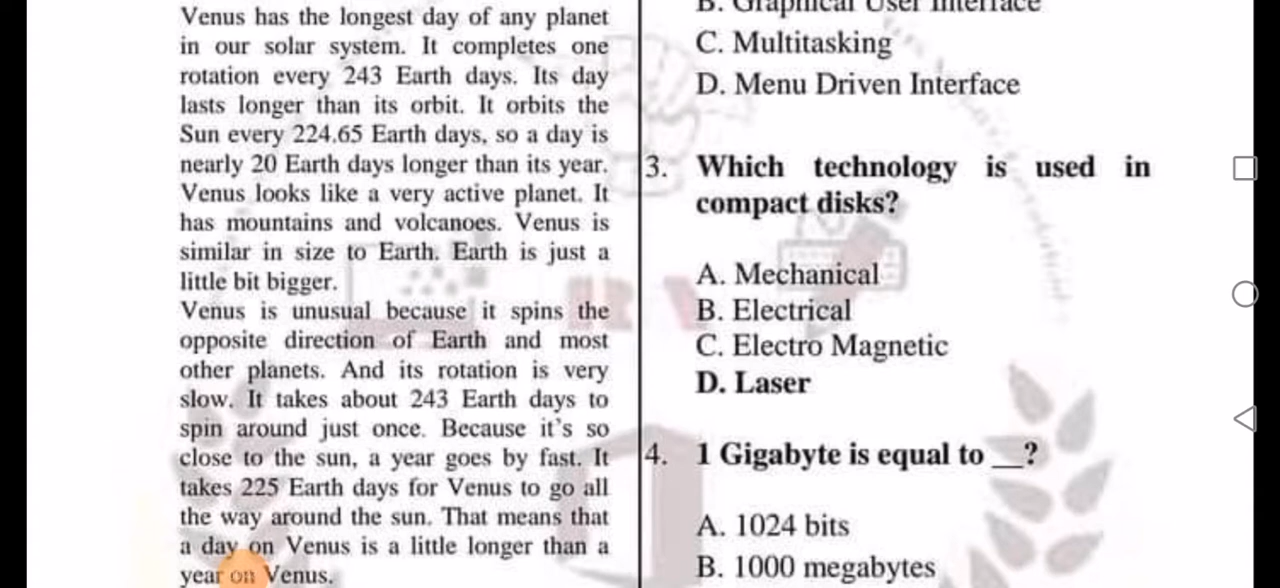 Venus has the longest day of any planet
in our solar system. It completes one
rotation every 243 Earth days. Its day
lasts longer than its orbit. It orbits the
Sun every 224.65 Earth days, so a day is
nearly 20 Earth days longer than its year.
Venus looks like a very active planet. It
has mountains and volcanoes. Venus is
similar in size to Earth. Earth is just a
little bit bigger.
Venus is unusual because it spins the
opposite direction of Earth and most
other planets. And its rotation is very
slow. It takes about 243 Earth days to
spin around just once. Because it's so
close to the sun, a year goes by fast. It
takes 225 Earth days for Venus to go all
the way around the sun. That means that
a day on Venus is a little longer than a
year on Venus.
B. Graphical User Interface
C. Multitasking
D. Menu Driven Interface
3. Which technology is used in
compact disks?
A. Mechanical
B. Electrical
C. Electro Magnetic
D. Laser
4. 1 Gigabyte is equal to __?
A. 1024 bits
B. 1000 megabytes